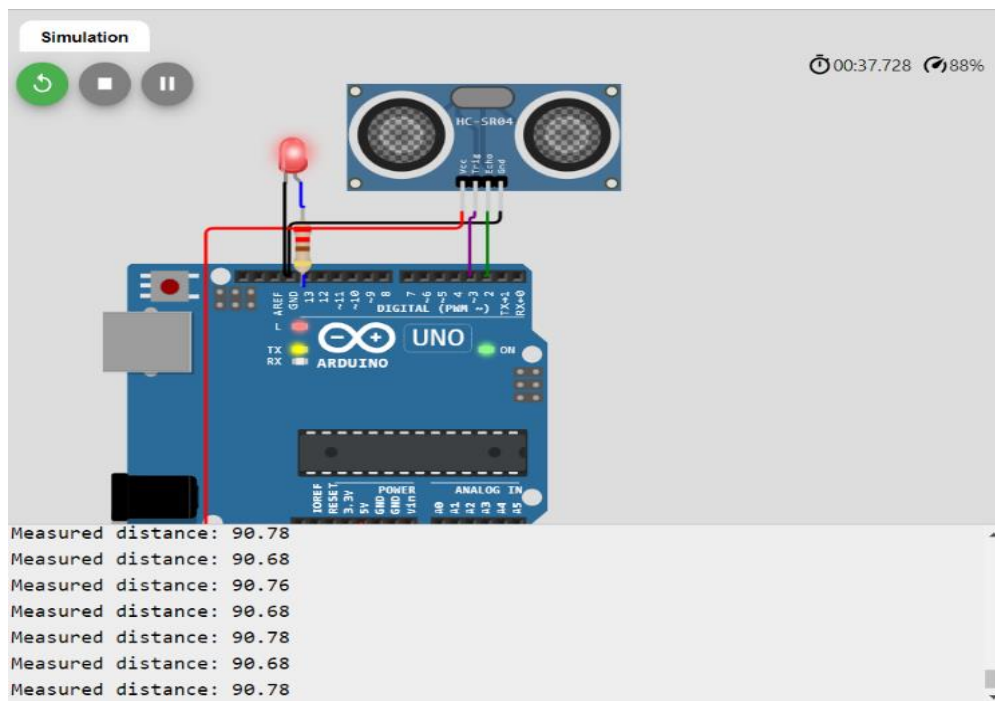 Simulation
00:37.728 88%
HC-SR04
Vcc
Trig
Echo
Gnd
AREF
GND
13
12
~11
~10
~9
8
7
~6
~5
4
~3
2
TX→1
RX←0
DIGITAL (PWM ~)
L
TX
RX
UNO
ON
ARDUINO
IOREF
RESET
3.3V
5V
GND
GND
Vin
POWER
ANALOG IN
A0
A1
A2
A3
A4
A5
Measured distance: 90.78
Measured distance: 90.68
Measured distance: 90.76
Measured distance: 90.68
Measured distance: 90.78
Measured distance: 90.68
Measured distance: 90.78